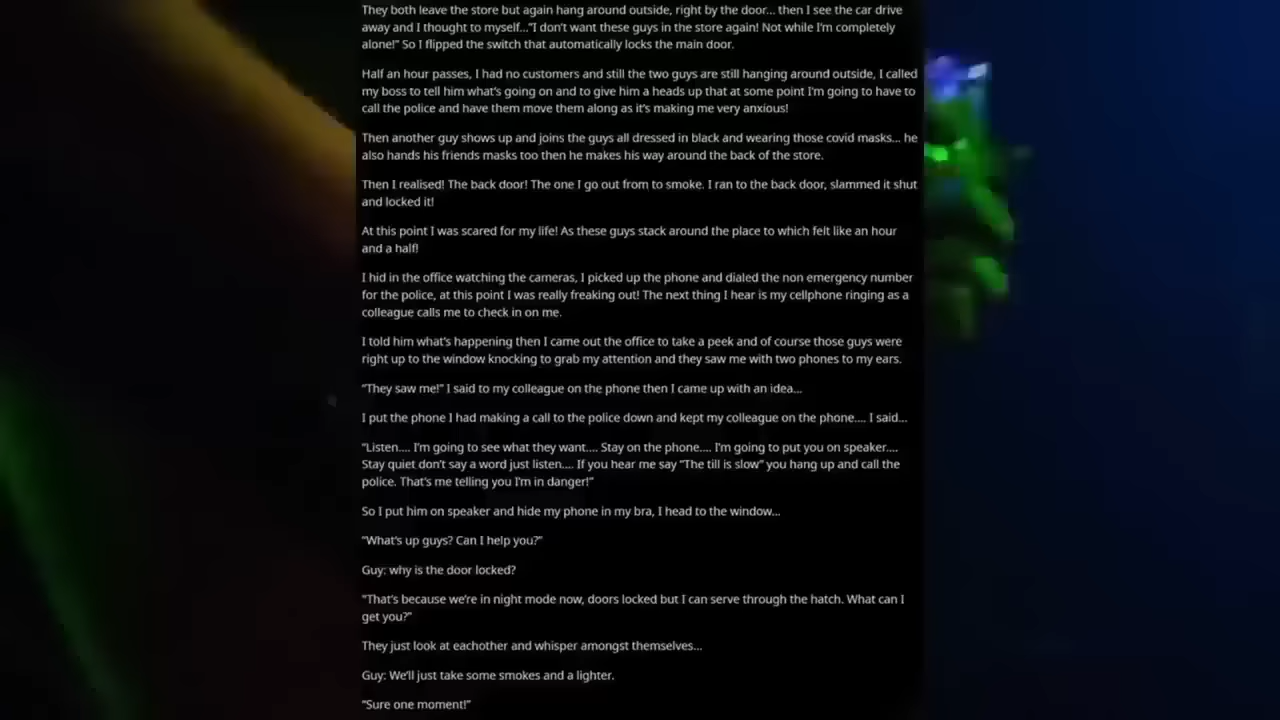 They both leave the store but again hang around outside, right by the door... then I see the car drive
away and I thought to myself...”I don’t want these guys in the store again! Not while I’m completely
alone!” So I flipped the switch that automatically locks the main door.
Half an hour passes, I had no customers and still the two guys are still hanging around outside, I called
my boss to tell him what’s going on and to give him a heads up that at some point I’m going to have to
call the police and have them move them along as it’s making me very anxious!
Then another guy shows up and joins the guys all dressed in black and wearing those covid masks... he
also hands his friends masks too then he makes his way around the back of the store.
Then I realised! The back door! The one I go out from to smoke. I ran to the back door, slammed it shut
and locked it!
At this point I was scared for my life! As these guys stack around the place to which felt like an hour
and a half!
I hid in the office watching the cameras, I picked up the phone and dialed the non emergency number
for the police, at this point I was really freaking out! The next thing I hear is my cellphone ringing as a
colleague calls me to check in on me.
I told him what’s happening then I came out the office to take a peek and of course those guys were
right up to the window knocking to grab my attention and they saw me with two phones to my ears.
“They saw me!” I said to my colleague on the phone then I came up with an idea...
I put the phone I had making a call to the police down and kept my colleague on the phone.... I said...
“Listen.... I’m going to see what they want.... Stay on the phone.... I’m going to put you on speaker....
Stay quiet don’t say a word just listen.... If you hear me say “The till is slow” you hang up and call the
police. That’s me telling you I’m in danger!”
So I put him on speaker and hide my phone in my bra, I head to the window...
“What’s up guys? Can I help you?”
Guy: why is the door locked?
“That’s because we’re in night mode now, doors locked but I can serve through the hatch. What can I
get you?”
They just look at eachother and whisper amongst themselves...
Guy: We’ll just take some smokes and a lighter.
“Sure one moment!”